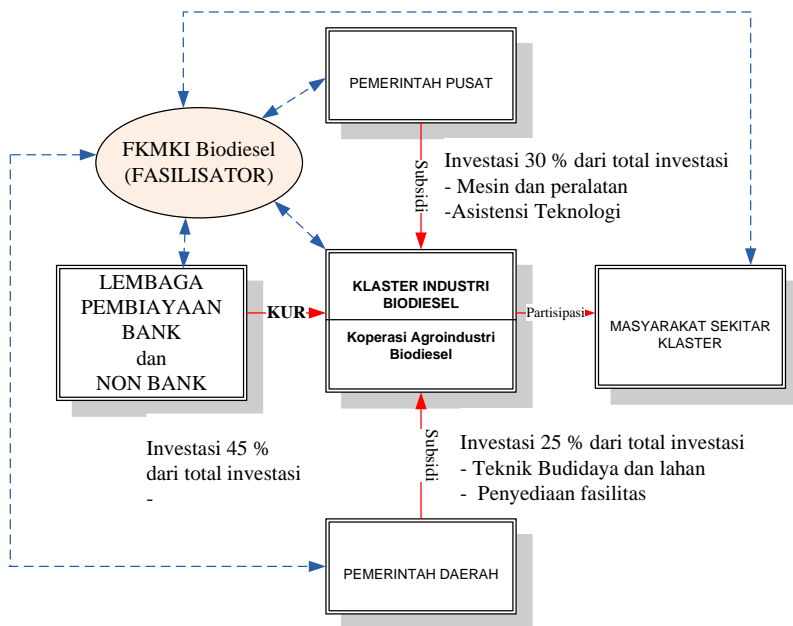 PEMERINTAH PUSAT
FKMKI Biodiesel
(FASILISATOR)
Subsidi
Investasi 30 % dari total investasi
- Mesin dan peralatan
-Asistensi Teknologi
LEMBAGA
PEMBIAYAAN
BANK
dan
NON BANK
KUR
KLASTER INDUSTRI
BIODIESEL
Koperasi Agroindustri
Biodiesel
Partisipasi
MASYARAKAT SEKITAR
KLASTER
Investasi 45 %
dari total investasi
-
Subsidi
Investasi 25 % dari total investasi
- Teknik Budidaya dan lahan
- Penyediaan fasilitas
PEMERINTAH DAERAH